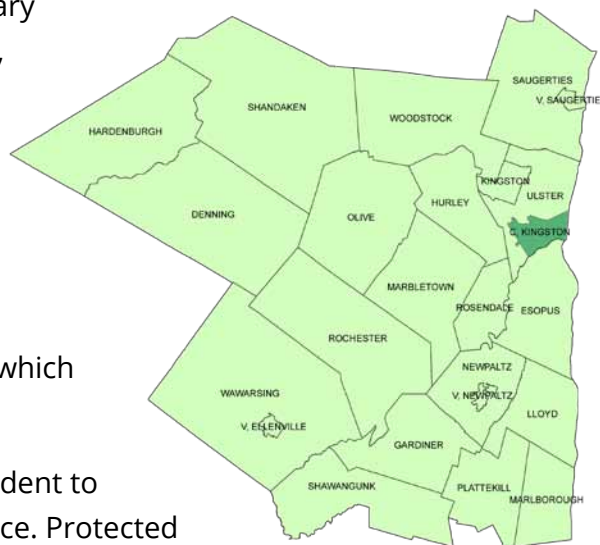 ary
which
dent to
ce. Protected
SAUGERTIES
V. SAUGERTIE
SHANDAKEN
WOODSTOCK
HARDENBURGH
KINGSTON
ULSTER
HURLEY
DENNING
OLIVE
C. KINGSTON
MARBLETOWN
ROSENDALE
ESOPUS
ROCHESTER
NEWPALTZ
V. NEWPALTZ
WAWARSING
LLOYD
V, ELLENVILLE
GARDINER
SHAWANGUNK
PLATTEKILL
MARLBOROUGH